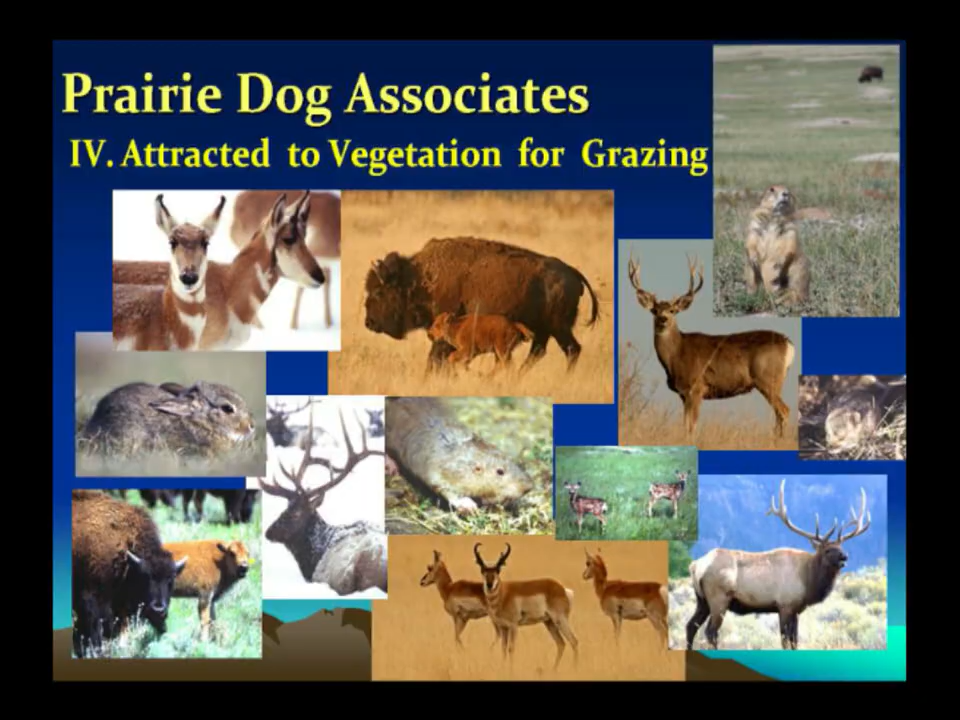 Prairie Dog Associates
IV. Attracted to Vegetation for Grazing